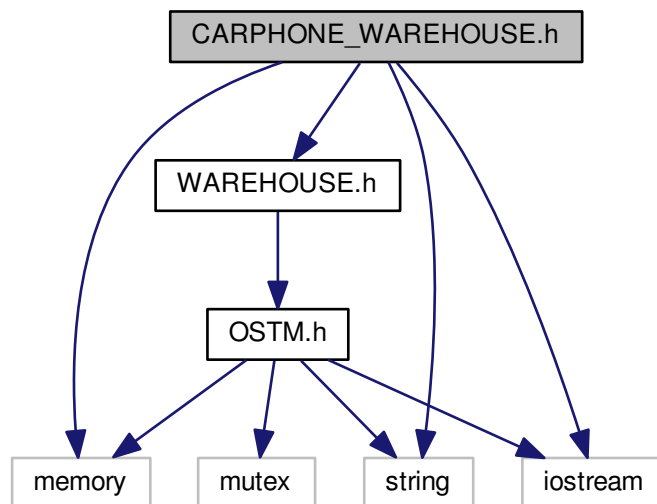 CARPHONE_WAREHOUSE.h
WAREHOUSE.h
OSTM.h
memory
mutex
string
iostream